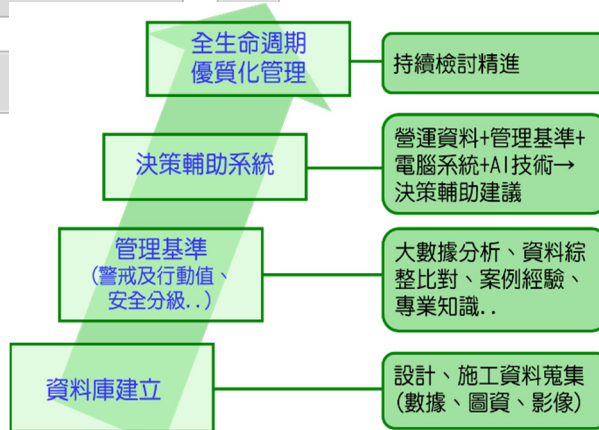 全生命週期
優質化管理
持續檢討精進
決策輔助系統
營運資料+管理基準+
電腦系統+AI技術→
決策輔助建議
管理基準
(警戒及行動值、
安全分級..)
大數據分析、資料綜
整比對、案例經驗、
專業知識..
資料庫建立
設計、施工資料蒐集
(數據、圖資、影像)